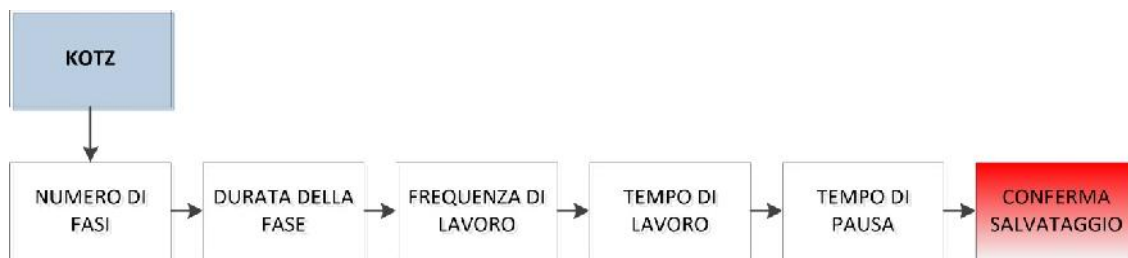 KOTZ
NUMERO DI
FASI
DURATA DELLA
FASE
FREQUENZA DI
LAVORO
TEMPO DI
LAVORO
TEMPO DI
PAUSA
CONFERMA
SALVATAGGIO